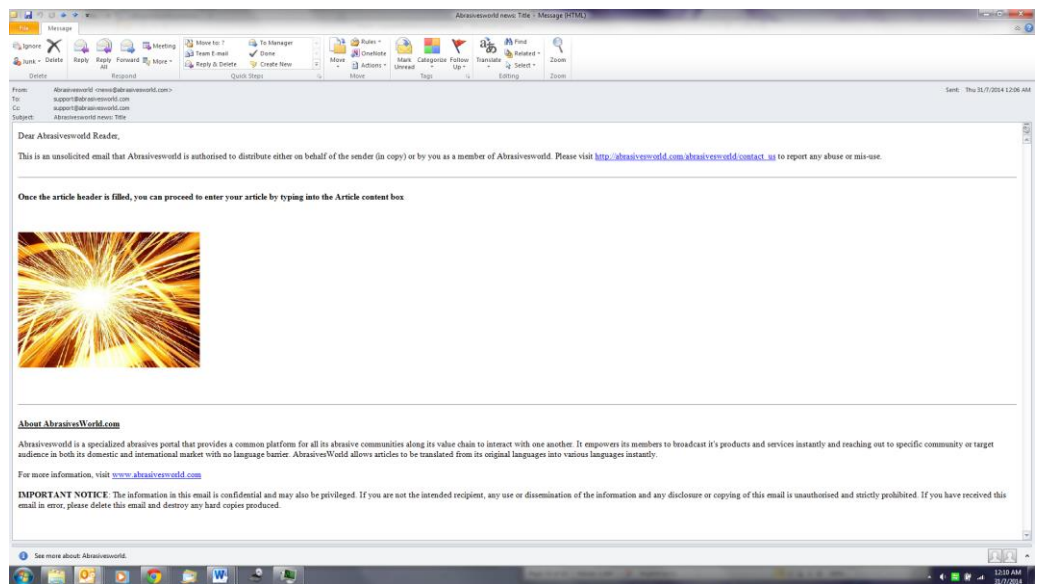 Abrasivesworld news: Title - Message (HTML)
File Message
Ignore
Junk Delete
Reply Reply All Forward Meeting More
Move to: ? To Manager
Team E-mail Done
Reply & Delete Create New
Move Rules OneNote Actions
Mark Unread Categorize Follow Up
Translate Find Related Select
Zoom
Delete Respond Quick Steps Move Tags Editing Zoom
From: Abrasivesworld <news@abrasivesworld.com> Sent: Thu 31/7/2014 12:06 AM
To: support@abrasivesworld.com
Cc: support@abrasivesworld.com
Subject: Abrasivesworld news: Title
Dear Abrasivesworld Reader,
This is an unsolicited email that Abrasivesworld is authorised to distribute either on behalf of the sender (in copy) or by you as a member of Abrasivesworld. Please visit http://abrasivesworld.com/abrasivesworld/contact_us to report any abuse or mis-use.
Once the article header is filled, you can proceed to enter your article by typing into the Article content box
About AbrasivesWorld.com
Abrasivesworld is a specialized abrasives portal that provides a common platform for all its abrasive communities along its value chain to interact with one another. It empowers its members to broadcast it's products and services instantly and reaching out to specific community or target
audience in both its domestic and international market with no language barrier. AbrasivesWorld allows articles to be translated from its original languages into various languages instantly.
For more information, visit www.abrasivesworld.com
IMPORTANT NOTICE: The information in this email is confidential and may also be privileged. If you are not the intended recipient, any use or dissemination of the information and any disclosure or copying of this email is unauthorised and strictly prohibited. If you have received this
email in error, please delete this email and destroy any hard copies produced.
See more about: Abrasivesworld.
12:10 AM
31/7/2014